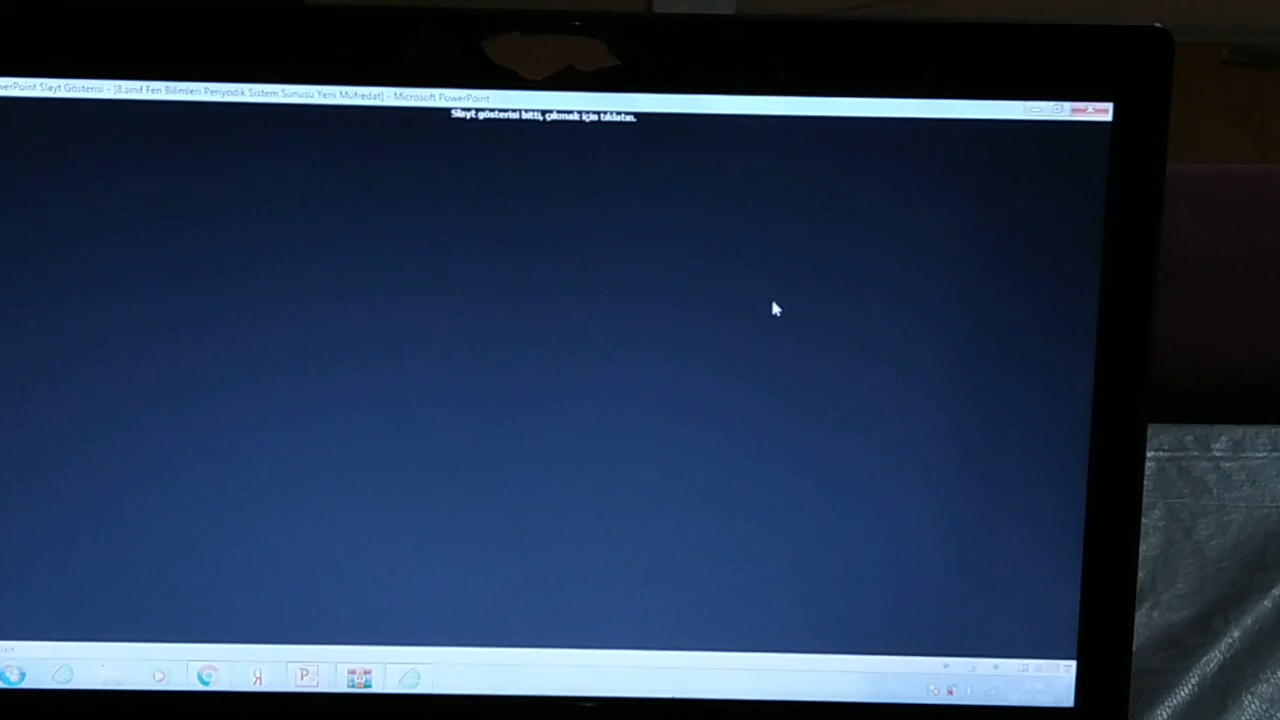 werPoint Slayt Gösterisi - [8.sınıf Fen Bilimleri Periyodik Sistem Sunusu Yeni Müfredat] - Microsoft PowerPoint
Slayt gösterisi bitti, çıkmak için tıklatın.